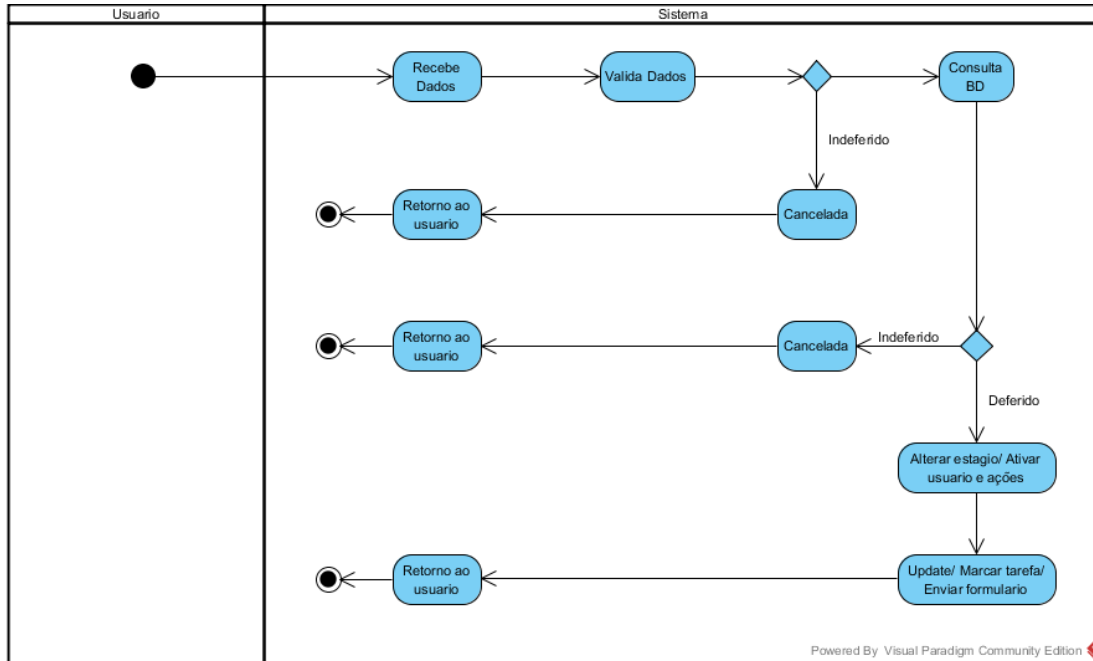 Usuario
Sistema
Recebe
Dados
Valida Dados
Consulta
BD
Indeferido
Retorno ao
usuario
Cancelada
Retorno ao
usuario
Cancelada
Indeferido
Deferido
Alterar estagio/ Ativar
usuario e ações
Retorno ao
usuario
Update/ Marcar tarefa/
Enviar formulario
Powered By Visual Paradigm Community Edition